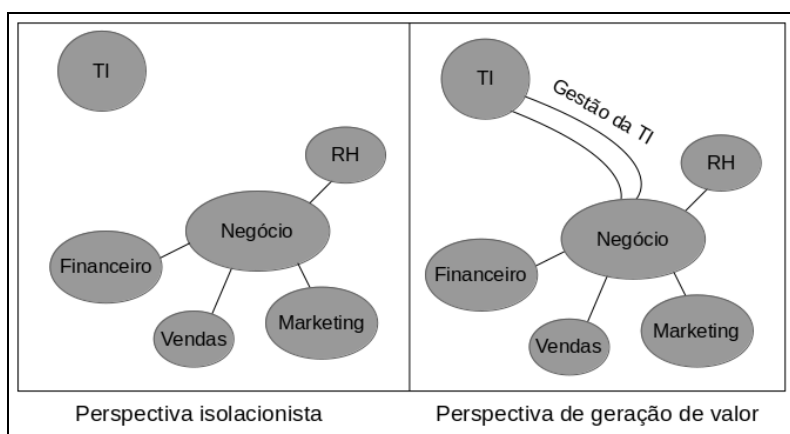 TI
RH
Negócio
Financeiro
Vendas
Marketing
Perspectiva isolacionista
TI
Gestão da TI
RH
Negócio
Financeiro
Vendas
Marketing
Perspectiva de geração de valor